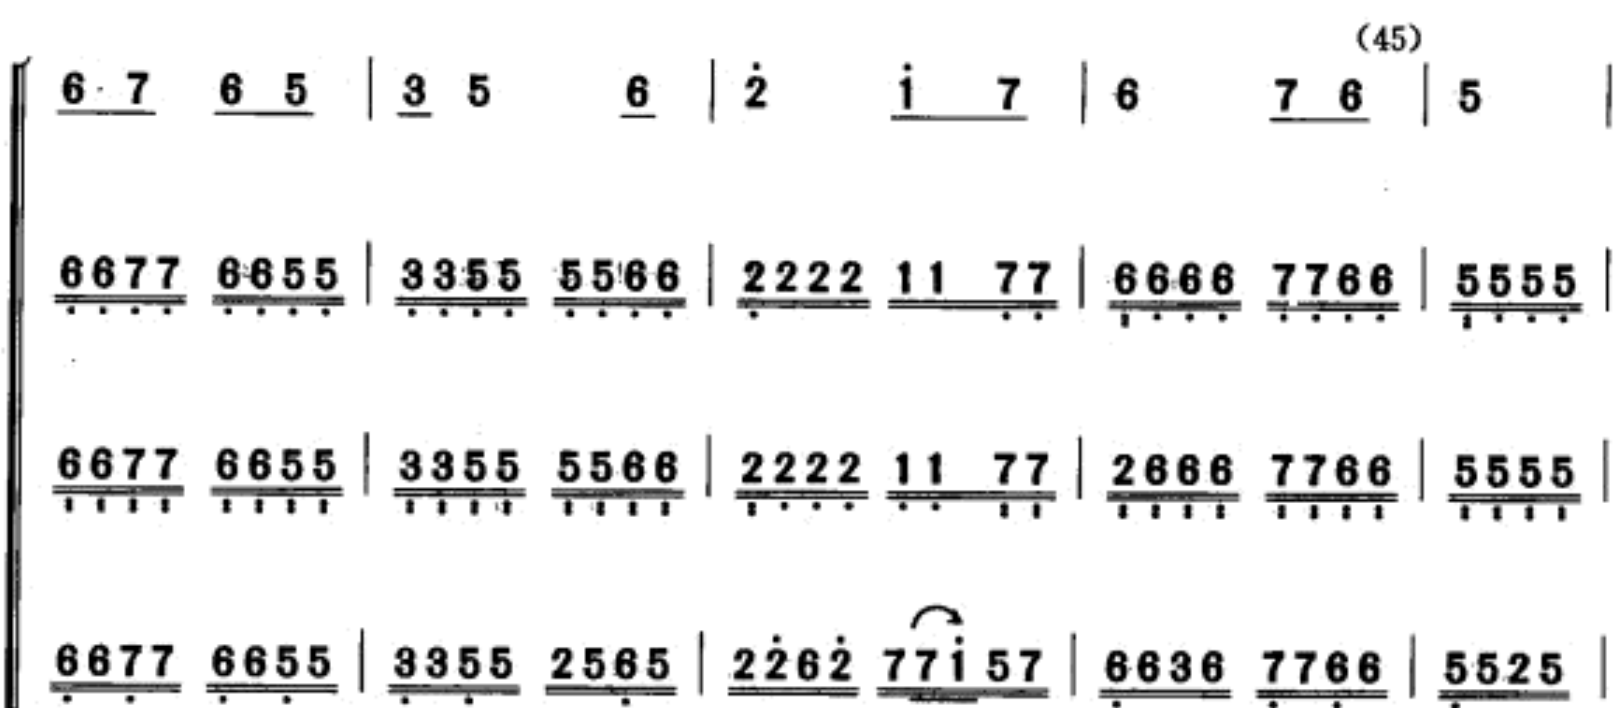 (45)
6· 7 6 5 | 3 5 6 | 2̇ i̇ 7 | 6 7 6 | 5 |
6677 6655 | 3355 5566 | 2222 11 77 | 6666 7766 | 5555 |
6677 6655 | 3355 5566 | 2222 11 77 | 2666 7766 | 5555 |
6677 6655 | 3355 2565 | 22̇62̇ 771̇57 | 6636 7766 | 5525 |